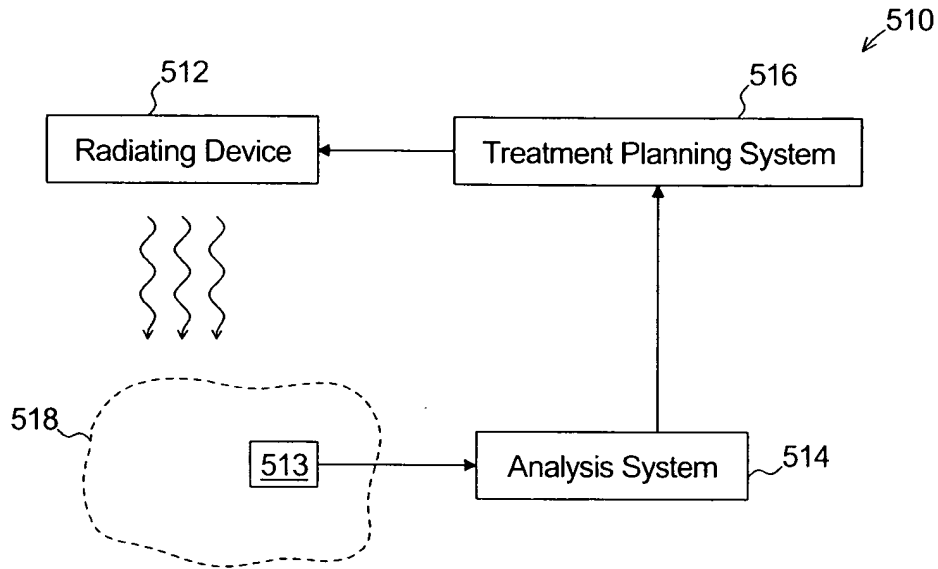 510
512
516
Radiating Device
Treatment Planning System
518
513
Analysis System
514